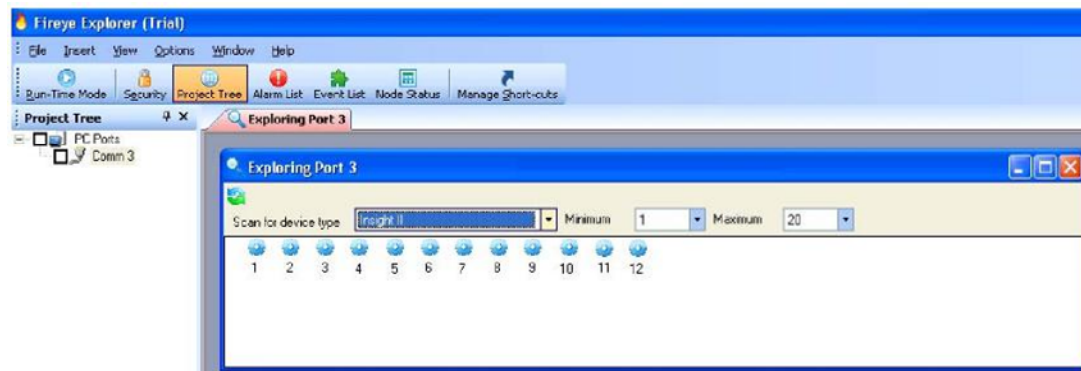 Fireye Explorer (Trial)
File Insert View Options Window Help
Run-Time Mode Security Project Tree Alarm List Event List Node Status Manage Short-cuts
Project Tree
Exploring Port 3
PC Ports
Comm 3
Exploring Port 3
Scan for device type Insight II Minimum 1 Maximum 20
1 2 3 4 5 6 7 8 9 10 11 12